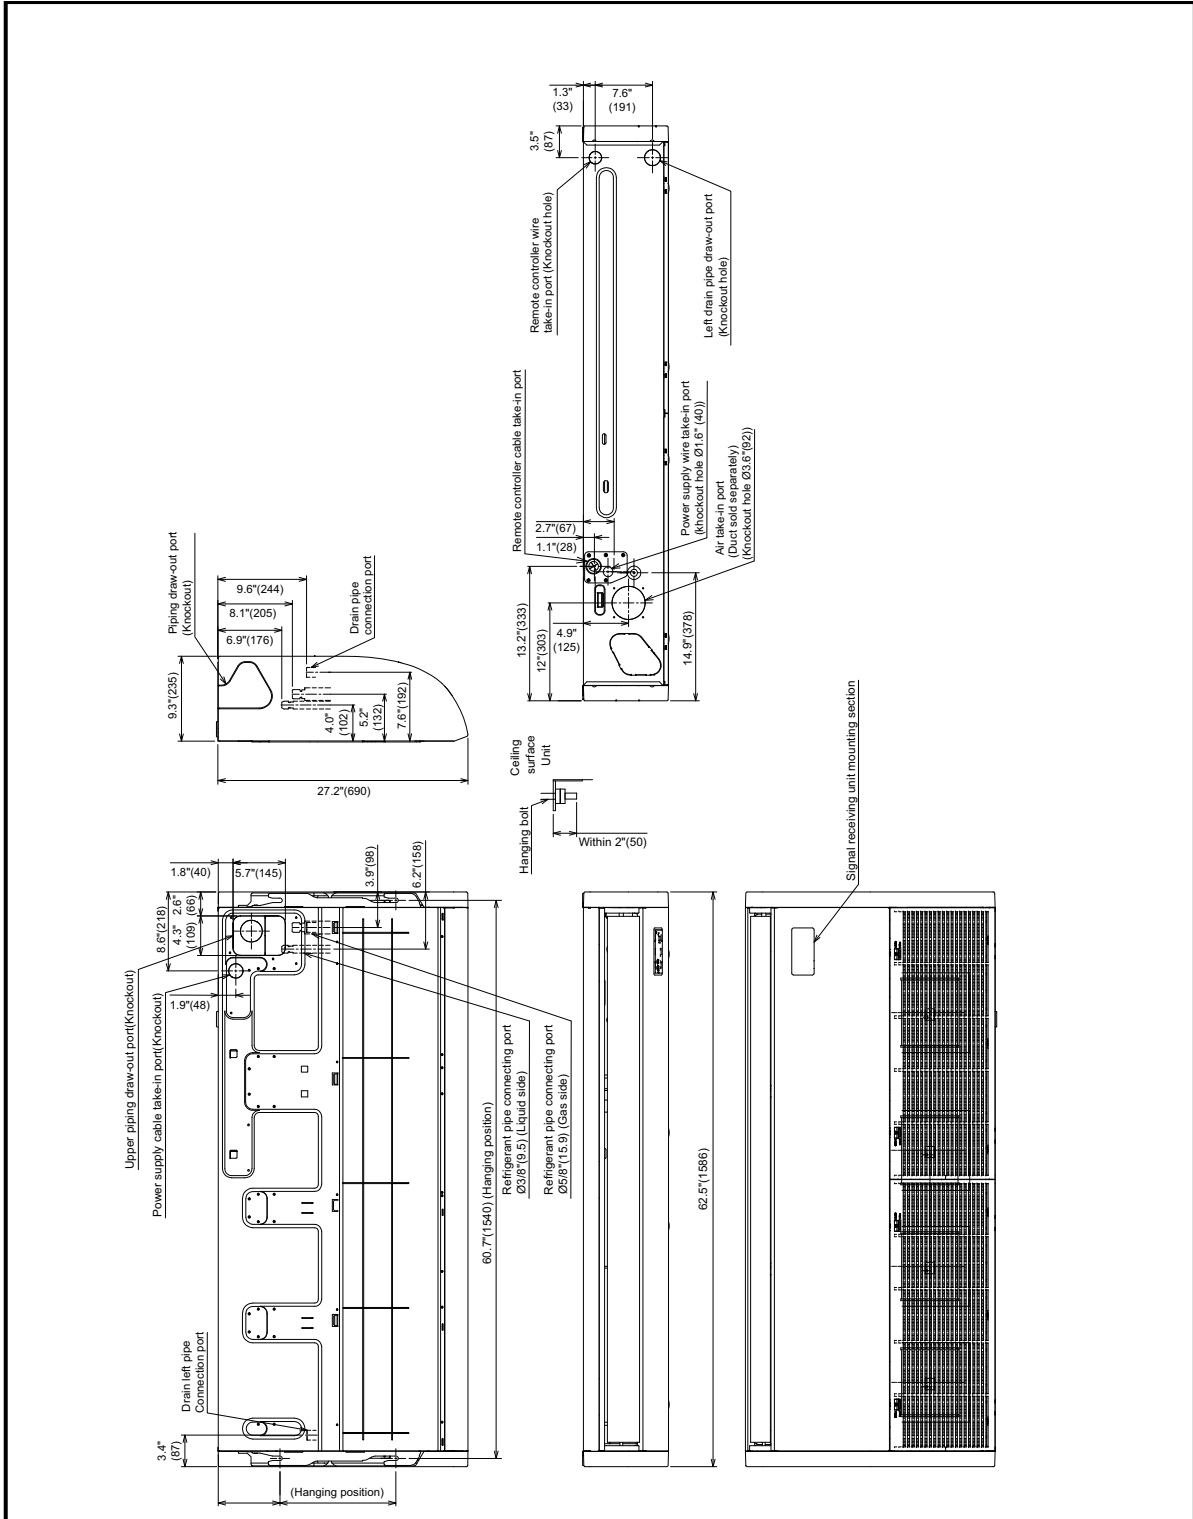 1.3"
(33)
7.6"
(191)
3.5"
(87)
Remote controller wire
take-in port (Knockout hole)
Left drain pipe draw-out port
(Knockout hole)
Remote controller cable take-in port
2.7"(67)
1.1"(28)
Power supply wire take-in port
(khockout hole Ø1.6" (40))
Air take-in port
(Duct sold separately)
(Knockout hole Ø3.6"(92))
13.2"(333)
12"(303)
4.9"
(125)
14.9"(378)
Piping draw-out port
(Knockout)
9.6"(244)
8.1"(205)
6.9"(176)
Drain pipe
connection port
9.3"(235)
4.0"
(102)
5.2"
(132)
7.6"(192)
27.2"(690)
Ceiling
surface
Unit
Hanging bolt
Within 2"(50)
Signal receiving unit mounting section
1.8"(40)
5.7"(145)
3.9"(98)
6.2"(158)
8.6"(218)
2.6"
(66)
4.3"
(109)
1.9"(48)
Upper piping draw-out port(Knockout)
Power supply cable take-in port(Knockout)
Refrigerant pipe connecting port
Ø3/8"(9.5) (Liquid side)
Refrigerant pipe connecting port
Ø5/8"(15.9) (Gas side)
60.7"(1540) (Hanging position)
62.5"(1586)
Drain left pipe
Connection port
3.4"
(87)
(Hanging position)